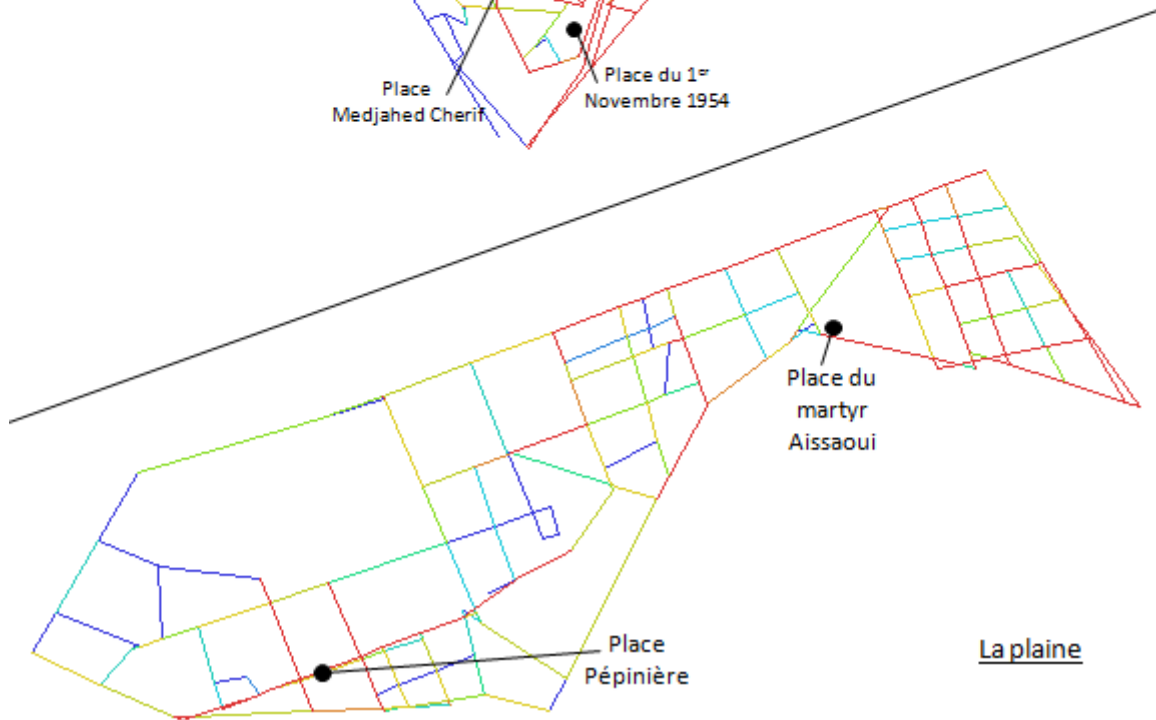 Place
Medjahed Cherif
Place du 1er
Novembre 1954
Place du
martyr
Aissaoui
Place
Pépinière
La plaine